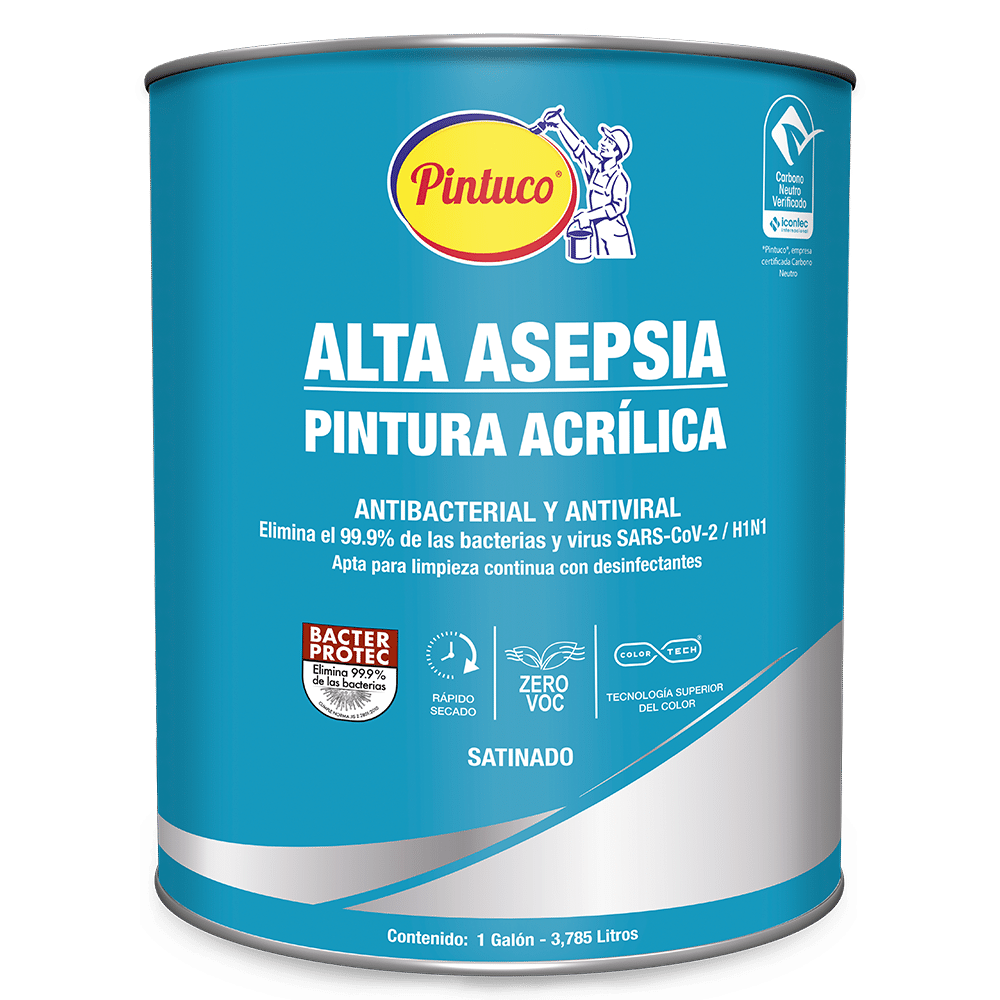 Pintuco®
Carbono
Neutro
Verificado
icontec
internacional
"Pintuco", empresa
certificada Carbono
Neutro
ALTA ASEPSIA
PINTURA ACRÍLICA
ANTIBACTERIAL Y ANTIVIRAL
Elimina el 99.9% de las bacterias y virus SARS-CoV-2 / H1N1
Apta para limpieza continua con desinfectantes
BACTER
PROTEC
Elimina 99.9%
de las bacterias
RÁPIDO
SECADO
ZERO
VOC
COLOR TECH®
TECNOLOGÍA SUPERIOR
DEL COLOR
SATINADO
Contenido: 1 Galón - 3,785 Litros